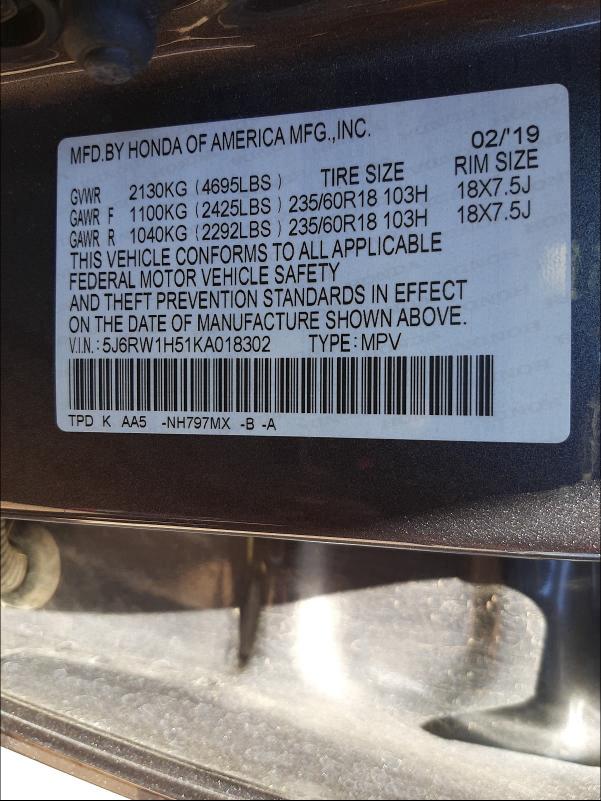 MFD.BY HONDA OF AMERICA MFG.,INC. 02/'19
TIRE SIZE RIM SIZE
GVWR 2130KG (4695LBS)
GAWR F 1100KG (2425LBS) 235/60R18 103H 18X7.5J
GAWR R 1040KG (2292LBS) 235/60R18 103H 18X7.5J
THIS VEHICLE CONFORMS TO ALL APPLICABLE
FEDERAL MOTOR VEHICLE SAFETY
AND THEFT PREVENTION STANDARDS IN EFFECT
ON THE DATE OF MANUFACTURE SHOWN ABOVE.
V.I.N.: 5J6RW1H51KA018302 TYPE: MPV
TPD K AA5 -NH797MX -B -A